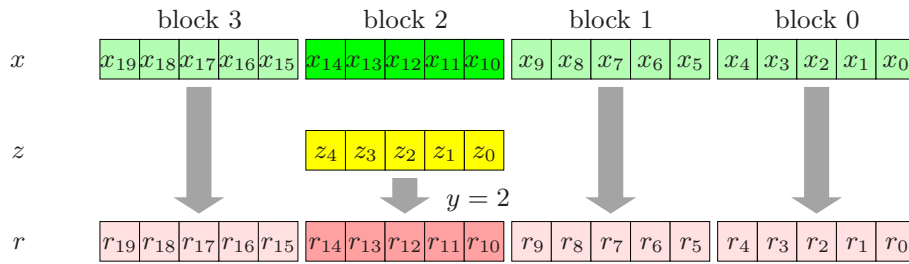 block 3 block 2 block 1 block 0
x x₁₉ x₁₈ x₁₇ x₁₆ x₁₅ x₁₄ x₁₃ x₁₂ x₁₁ x₁₀ x₉ x₈ x₇ x₆ x₅ x₄ x₃ x₂ x₁ x₀
z z₄ z₃ z₂ z₁ z₀
y = 2
r r₁₉ r₁₈ r₁₇ r₁₆ r₁₅ r₁₄ r₁₃ r₁₂ r₁₁ r₁₀ r₉ r₈ r₇ r₆ r₅ r₄ r₃ r₂ r₁ r₀